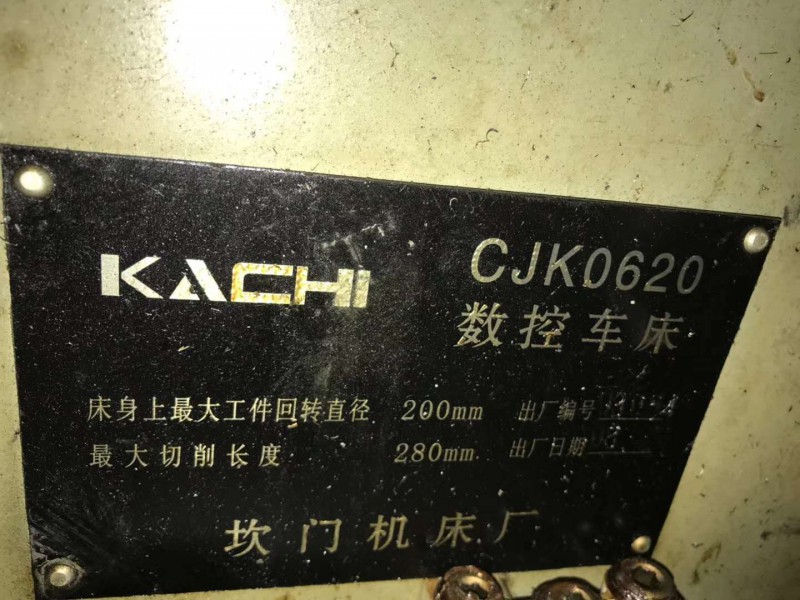 KACHI
CJK0620
数控车床
床身上最大工件回转直径 200mm 出厂编号
最大切削长度 280mm 出厂日期
坎门机床厂